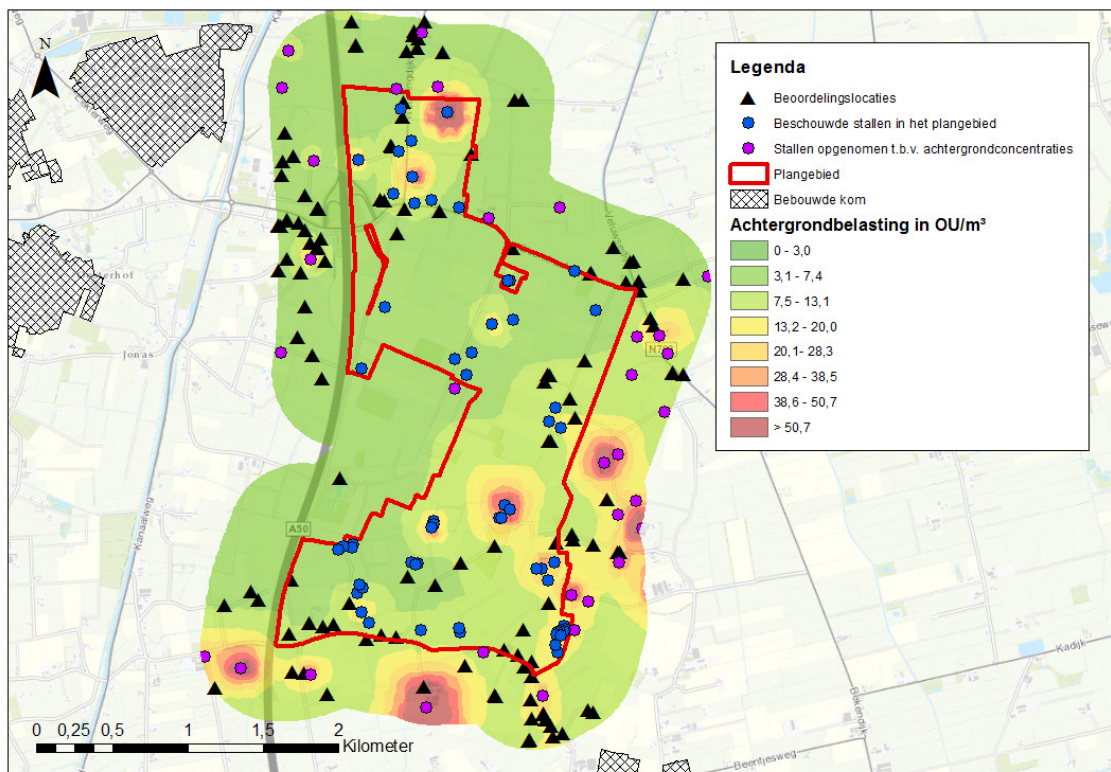 N
Legenda
Beoordelingslocaties
Beschouwde stallen in het plangebied
Stallen opgenomen t.b.v. achtergrondconcentraties
Plangebied
Bebouwde kom
Achtergrondbelasting in OU/m³
0 - 3,0
3,1 - 7,4
7,5 - 13,1
13,2 - 20,0
20,1 - 28,3
28,4 - 38,5
38,6 - 50,7
> 50,7
Jonas
Kanaalweg
A50
Kadijk
Bekendijk
Beentjesweg
0 0,25 0,5 1 1,5 2
Kilometer